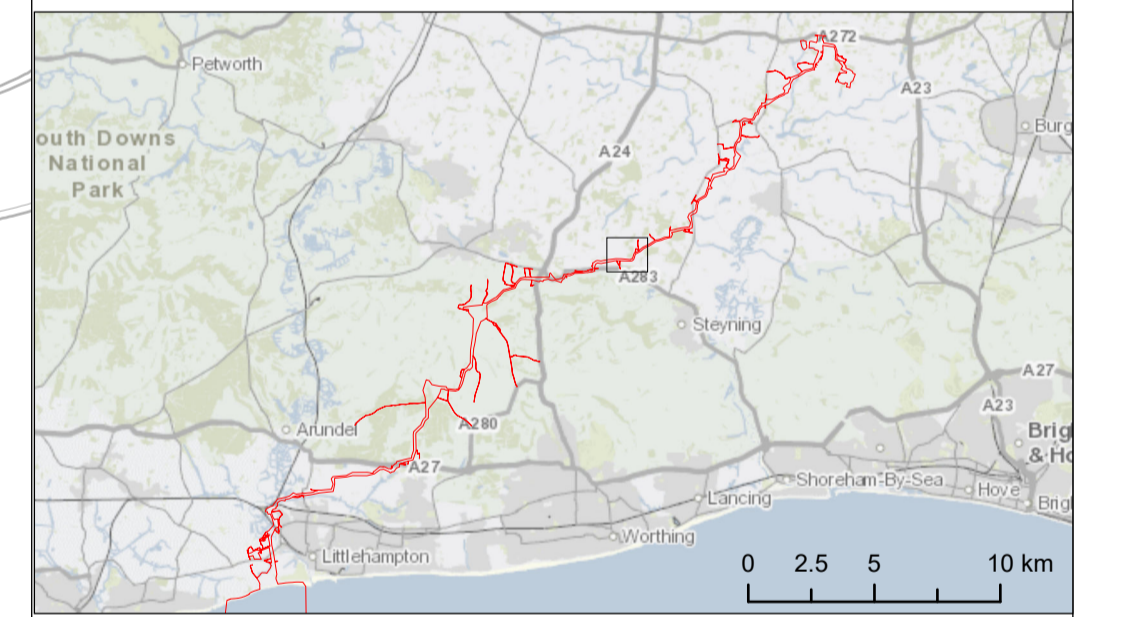 A272
Petworth
A23
Burg
outh Downs
National
Park
A24
A283
Steyning
A27
A23
Arundel
A280
Brig
& Ho
A27
Shoreham-By-Sea
Hove
Lancing
Brig
Worthing
Littlehampton
0 2.5 5 10 km